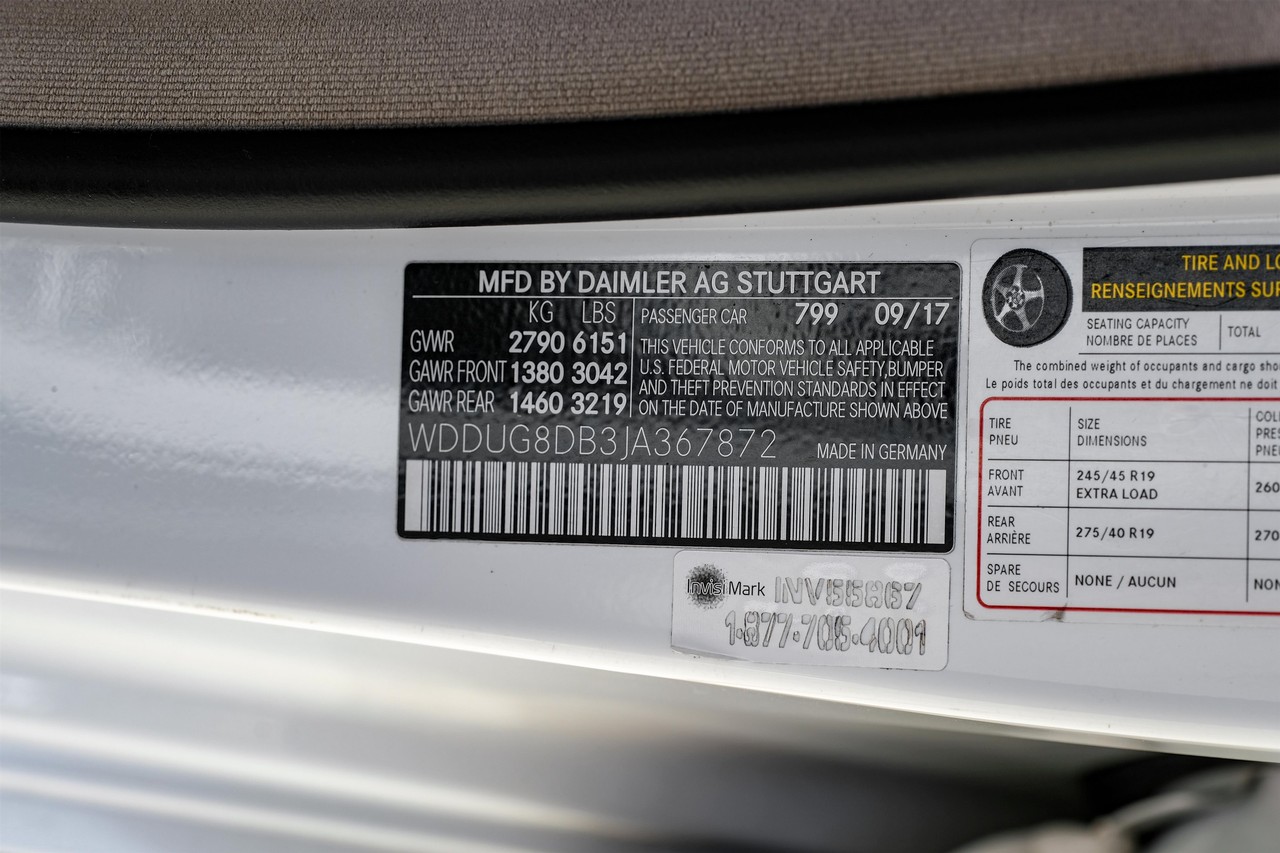 MFD BY DAIMLER AG STUTTGART
KG LBS
GVWR 2790 6151
GAWR FRONT 1380 3042
GAWR REAR 1460 3219
PASSENGER CAR 799 09/17
THIS VEHICLE CONFORMS TO ALL APPLICABLE
U.S. FEDERAL MOTOR VEHICLE SAFETY,BUMPER
AND THEFT PREVENTION STANDARDS IN EFFECT
ON THE DATE OF MANUFACTURE SHOWN ABOVE
WDDUG8DB3JA367872 MADE IN GERMANY
InvisiMark INV55867
1-877-706-4001
TIRE AND LO
RENSEIGNEMENTS SUR
SEATING CAPACITY
NOMBRE DE PLACES
TOTAL
The combined weight of occupants and cargo sho
Le poids total des occupants et du chargement ne doit
TIRE
PNEU
SIZE
DIMENSIONS
COL
PRES
PNEU
FRONT
AVANT
245/45 R19
EXTRA LOAD
260
REAR
ARRIÈRE
275/40 R19
270
SPARE
DE SECOURS
NONE / AUCUN
NON